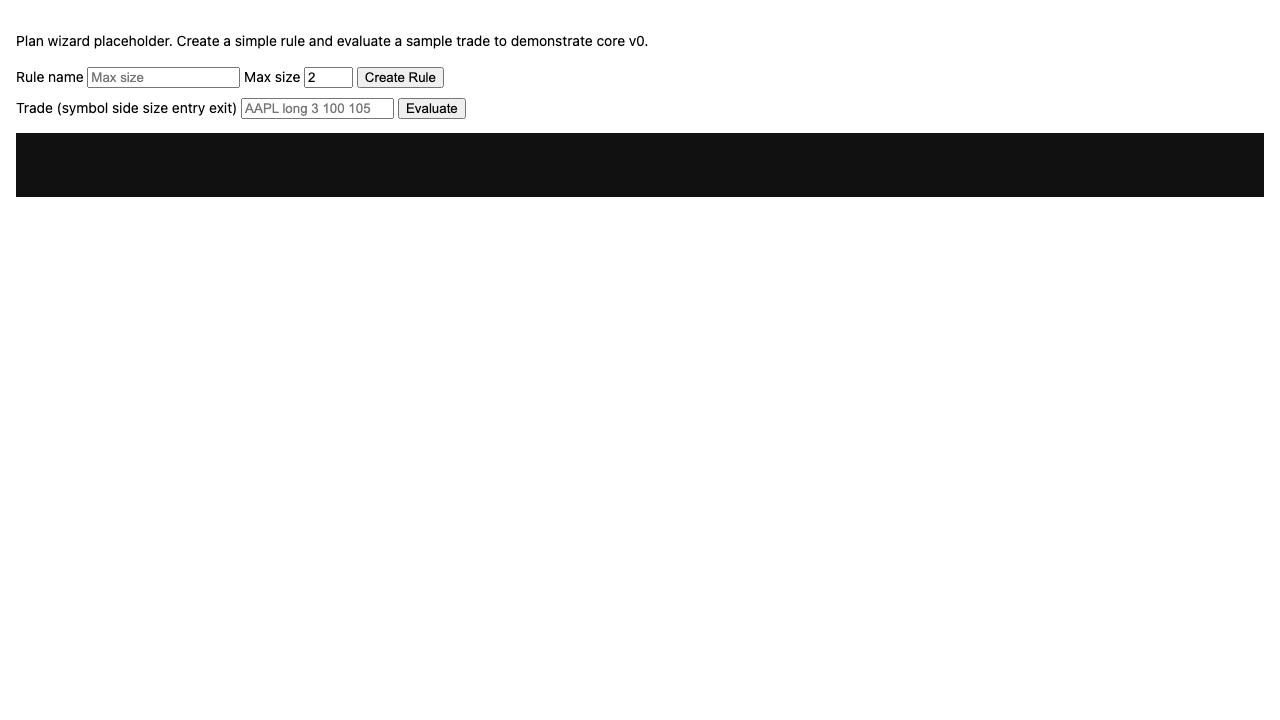 Plan wizard placeholder. Create a simple rule and evaluate a sample trade to demonstrate core v0.
Rule name Max size Max size 2 Create Rule
Trade (symbol side size entry exit) AAPL long 3 100 105 Evaluate